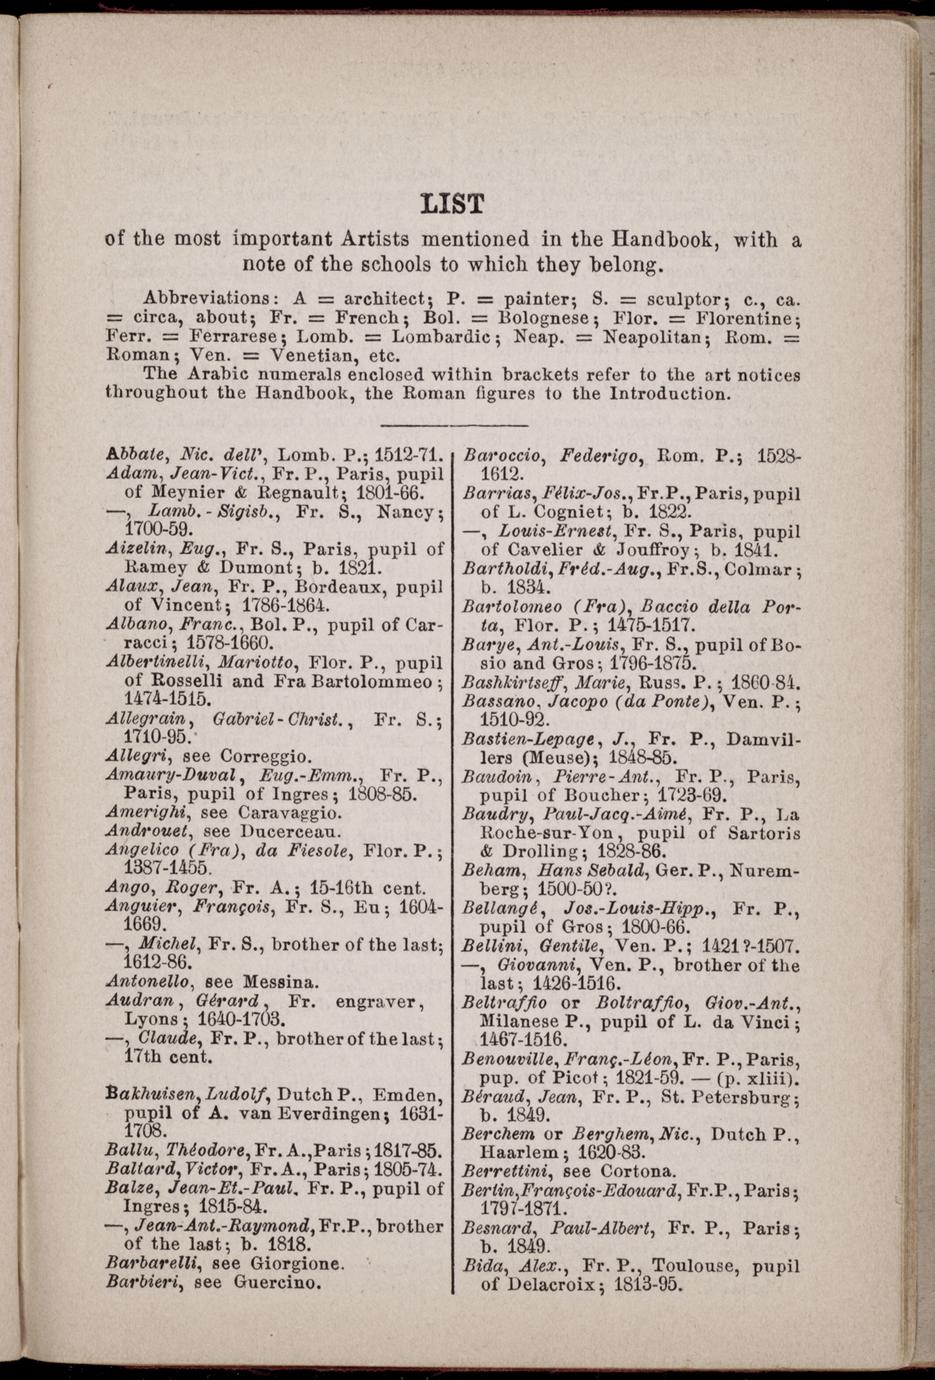 LIST
of the most important Artists mentioned in the Handbook, with a
note of the schools to which they belong.
Abbreviations: A = architect; P. = painter; S. = sculptor; c., ca.
= circa, about; Fr. = French; Bol. = Bolognese; Flor. = Florentine;
Ferr. = Ferrarese; Lomb. = Lombardic; Neap. = Neapolitan; Rom. =
Roman; Ven. = Venetian, etc.
The Arabic numerals enclosed within brackets refer to the art notices
throughout the Handbook, the Roman figures to the Introduction.
Abbate, Nic. dell', Lomb. P.; 1512-71.
Adam, Jean-Vict., Fr. P., Paris, pupil
of Meynier & Regnault; 1801-66.
—, Lamb.-Sigisb., Fr. S., Nancy;
1700-59.
Aizelin, Eug., Fr. S., Paris, pupil of
Ramey & Dumont; b. 1821.
Alaux, Jean, Fr. P., Bordeaux, pupil
of Vincent; 1786-1864.
Albano, Franc., Bol. P., pupil of Car-
racci; 1578-1660.
Albertinelli, Mariotto, Flor. P., pupil
of Rosselli and Fra Bartolommeo;
1474-1515.
Allegrain, Gabriel-Christ., Fr. S.;
1710-95.
Allegri, see Correggio.
Amaury-Duval, Eug.-Emm., Fr. P.,
Paris, pupil of Ingres; 1808-85.
Amerighi, see Caravaggio.
Androuet, see Ducerceau.
Angelico (Fra), da Fiesole, Flor. P.;
1387-1455.
Ango, Roger, Fr. A.; 15-16th cent.
Anguier, François, Fr. S., Eu; 1604-
1669.
—, Michel, Fr. S., brother of the last;
1612-86.
Antonello, see Messina.
Audran, Gérard, Fr. engraver,
Lyons; 1640-1703.
—, Claude, Fr. P., brother of the last;
17th cent.
Bakhuisen, Ludolf, Dutch P., Emden,
pupil of A. van Everdingen; 1631-
1708.
Ballu, Théodore, Fr. A., Paris; 1817-85.
Baltard, Victor, Fr. A., Paris; 1805-74.
Balze, Jean-Et.-Paul, Fr. P., pupil of
Ingres; 1815-84.
—, Jean-Ant.-Raymond, Fr.P., brother
of the last; b. 1818.
Barbarelli, see Giorgione.
Barbieri, see Guercino.
Baroccio, Federigo, Rom. P.; 1528-
1612.
Barrias, Félix-Jos., Fr.P., Paris, pupil
of L. Cogniet; b. 1822.
—, Louis-Ernest, Fr. S., Paris, pupil
of Cavelier & Jouffroy; b. 1841.
Bartholdi, Fréd.-Aug., Fr.S., Colmar;
b. 1834.
Bartolomeo (Fra), Baccio della Por-
ta, Flor. P.; 1475-1517.
Barye, Ant.-Louis, Fr. S., pupil of Bo-
sio and Gros; 1796-1875.
Bashkirtseff, Marie, Russ. P.; 1860-84.
Bassano, Jacopo (da Ponte), Ven. P.;
1510-92.
Bastien-Lepage, J., Fr. P., Damvil-
lers (Meuse); 1848-85.
Baudoin, Pierre-Ant., Fr. P., Paris,
pupil of Boucher; 1723-69.
Baudry, Paul-Jacq.-Aimé, Fr. P., La
Roche-sur-Yon, pupil of Sartoris
& Drolling; 1828-86.
Beham, Hans Sebald, Ger. P., Nurem-
berg; 1500-50?.
Bellangé, Jos.-Louis-Hipp., Fr. P.,
pupil of Gros; 1800-66.
Bellini, Gentile, Ven. P.; 1421?-1507.
—, Giovanni, Ven. P., brother of the
last; 1426-1516.
Beltraffio or Boltraffio, Giov.-Ant.,
Milanese P., pupil of L. da Vinci;
1467-1516.
Benouville, Franç.-Léon, Fr. P., Paris,
pup. of Picot; 1821-59. — (p. xliii).
Béraud, Jean, Fr. P., St. Petersburg;
b. 1849.
Berchem or Berghem, Nic., Dutch P.,
Haarlem; 1620-83.
Berrettini, see Cortona.
Bertin, François-Edouard, Fr.P., Paris;
1797-1871.
Besnard, Paul-Albert, Fr. P., Paris;
b. 1849.
Bida, Alex., Fr. P., Toulouse, pupil
of Delacroix; 1813-95.